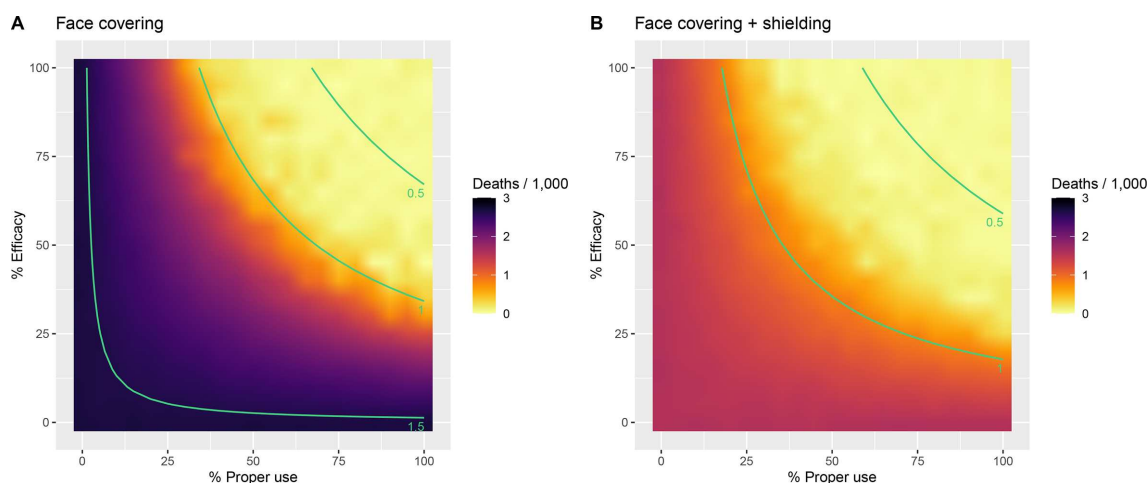 A Face covering
B Face covering + shielding
100
75
50
25
0
% Efficacy
0 25 50 75 100
% Proper use
0.5
1
1.5
Deaths / 1,000
3
2
1
0
100
75
50
25
0
% Efficacy
0 25 50 75 100
% Proper use
0.5
1
Deaths / 1,000
3
2
1
0